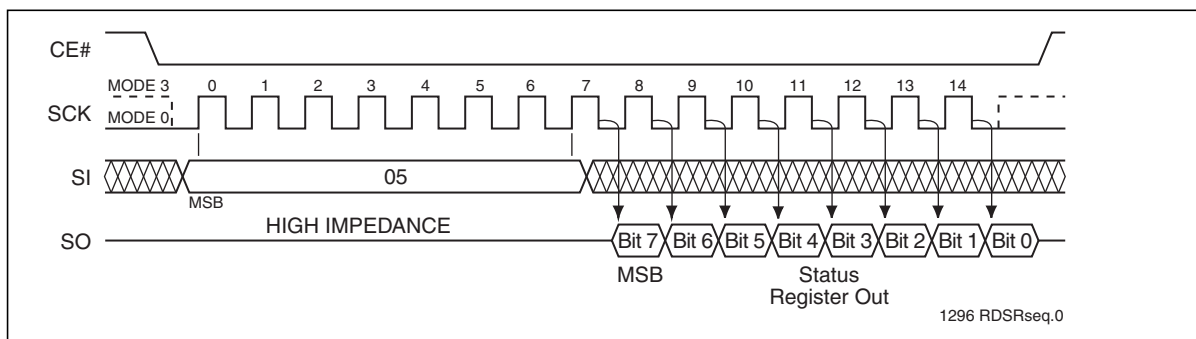 CE#
MODE 3 0 1 2 3 4 5 6 7 8 9 10 11 12 13 14
SCK
MODE 0
SI 05
MSB
HIGH IMPEDANCE
SO Bit 7 Bit 6 Bit 5 Bit 4 Bit 3 Bit 2 Bit 1 Bit 0
MSB Status
Register Out
1296 RDSRseq.0